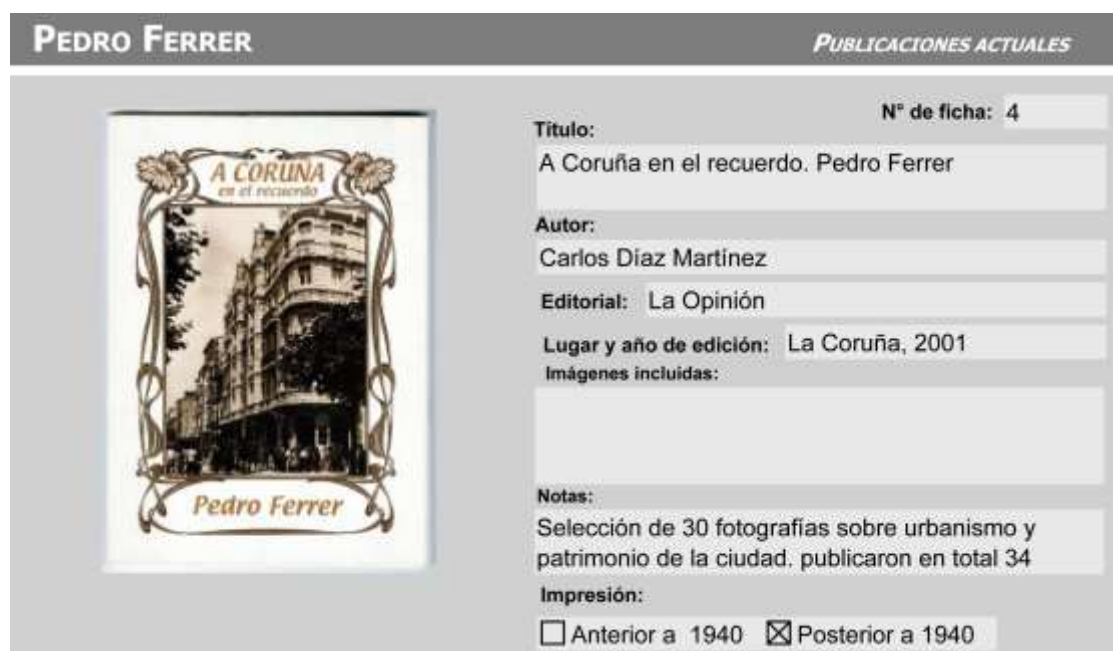 PEDRO FERRER
PUBLICACIONES ACTUALES
A CORUÑA
en el recuerdo
Pedro Ferrer
N° de ficha: 4
Título:
A Coruña en el recuerdo. Pedro Ferrer
Autor:
Carlos Díaz Martínez
Editorial: La Opinión
Lugar y año de edición: La Coruña, 2001
Imágenes incluidas:
Notas:
Selección de 30 fotografías sobre urbanismo y
patrimonio de la ciudad. publicaron en total 34
Impresión:
Anterior a 1940 Posterior a 1940